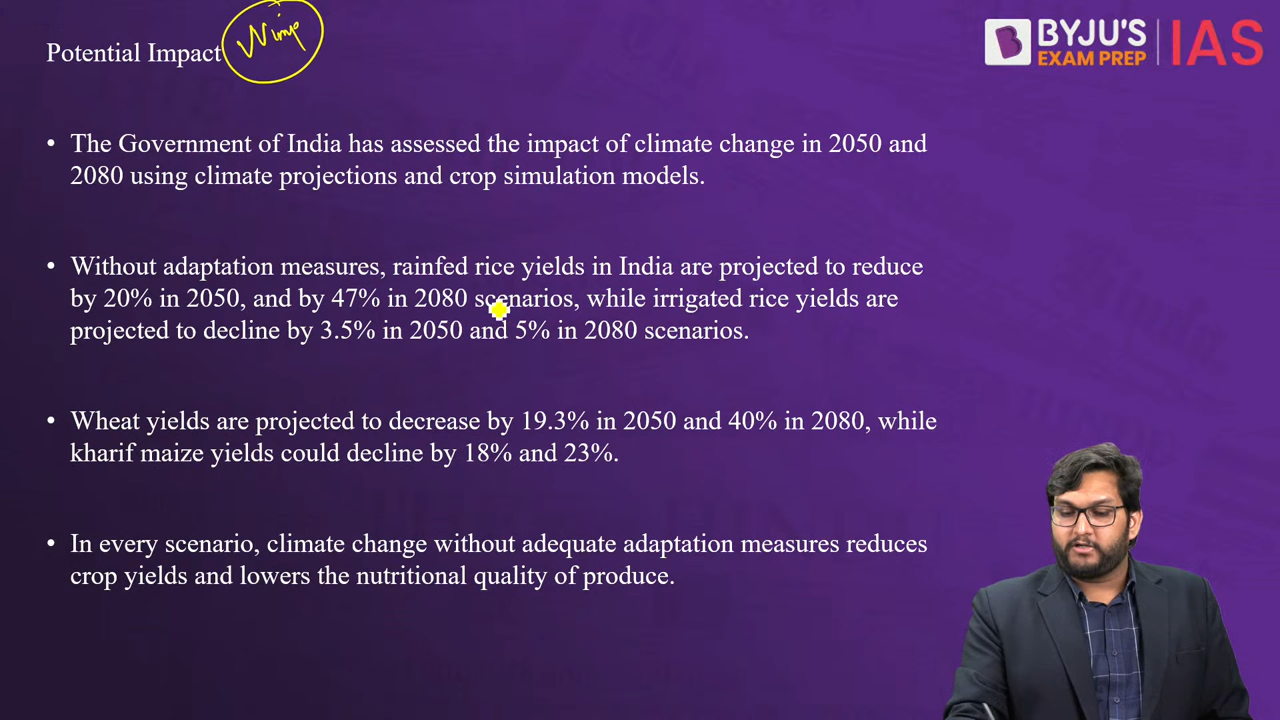 Potential Impact
BYJU'S
EXAM PREP
IAS
• The Government of India has assessed the impact of climate change in 2050 and
2080 using climate projections and crop simulation models.
• Without adaptation measures, rainfed rice yields in India are projected to reduce
by 20% in 2050, and by 47% in 2080 scenarios, while irrigated rice yields are
projected to decline by 3.5% in 2050 and 5% in 2080 scenarios.
• Wheat yields are projected to decrease by 19.3% in 2050 and 40% in 2080, while
kharif maize yields could decline by 18% and 23%.
• In every scenario, climate change without adequate adaptation measures reduces
crop yields and lowers the nutritional quality of produce.